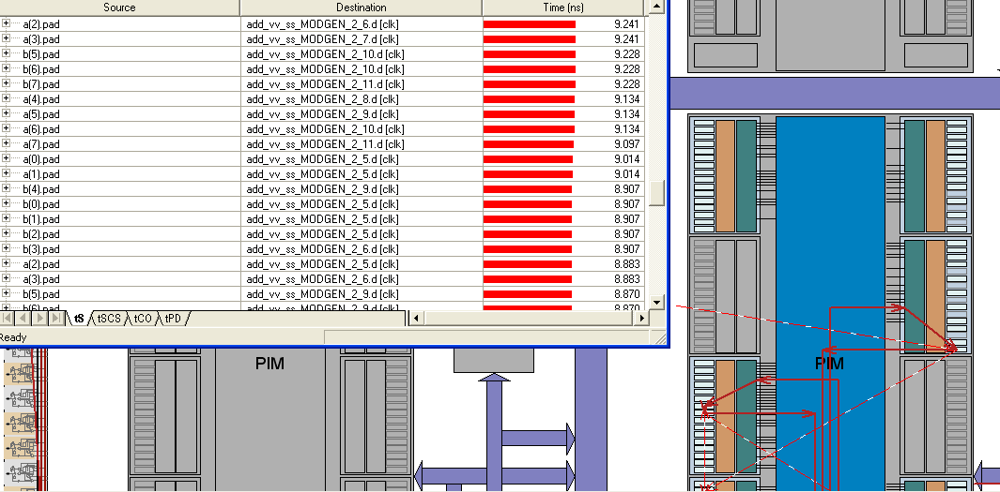 Source Destination Time (ns)
a(2).pad add_vv_ss_MODGEN_2_6.d [clk] 9.241
a(3).pad add_vv_ss_MODGEN_2_7.d [clk] 9.241
b(5).pad add_vv_ss_MODGEN_2_10.d [clk] 9.228
b(6).pad add_vv_ss_MODGEN_2_10.d [clk] 9.228
b(7).pad add_vv_ss_MODGEN_2_11.d [clk] 9.228
a(4).pad add_vv_ss_MODGEN_2_8.d [clk] 9.134
a(5).pad add_vv_ss_MODGEN_2_9.d [clk] 9.134
a(6).pad add_vv_ss_MODGEN_2_10.d [clk] 9.134
a(7).pad add_vv_ss_MODGEN_2_11.d [clk] 9.097
a(0).pad add_vv_ss_MODGEN_2_5.d [clk] 9.014
a(1).pad add_vv_ss_MODGEN_2_5.d [clk] 9.014
b(4).pad add_vv_ss_MODGEN_2_9.d [clk] 8.907
b(0).pad add_vv_ss_MODGEN_2_5.d [clk] 8.907
b(1).pad add_vv_ss_MODGEN_2_5.d [clk] 8.907
b(2).pad add_vv_ss_MODGEN_2_5.d [clk] 8.907
b(3).pad add_vv_ss_MODGEN_2_6.d [clk] 8.907
a(2).pad add_vv_ss_MODGEN_2_5.d [clk] 8.883
a(3).pad add_vv_ss_MODGEN_2_6.d [clk] 8.883
b(5).pad add_vv_ss_MODGEN_2_9.d [clk] 8.870
b(6).pad add_vv_ss_MODGEN_2_9.d [clk] 8.870
tS tSCS tCO tPD
Ready
PIM
PIM